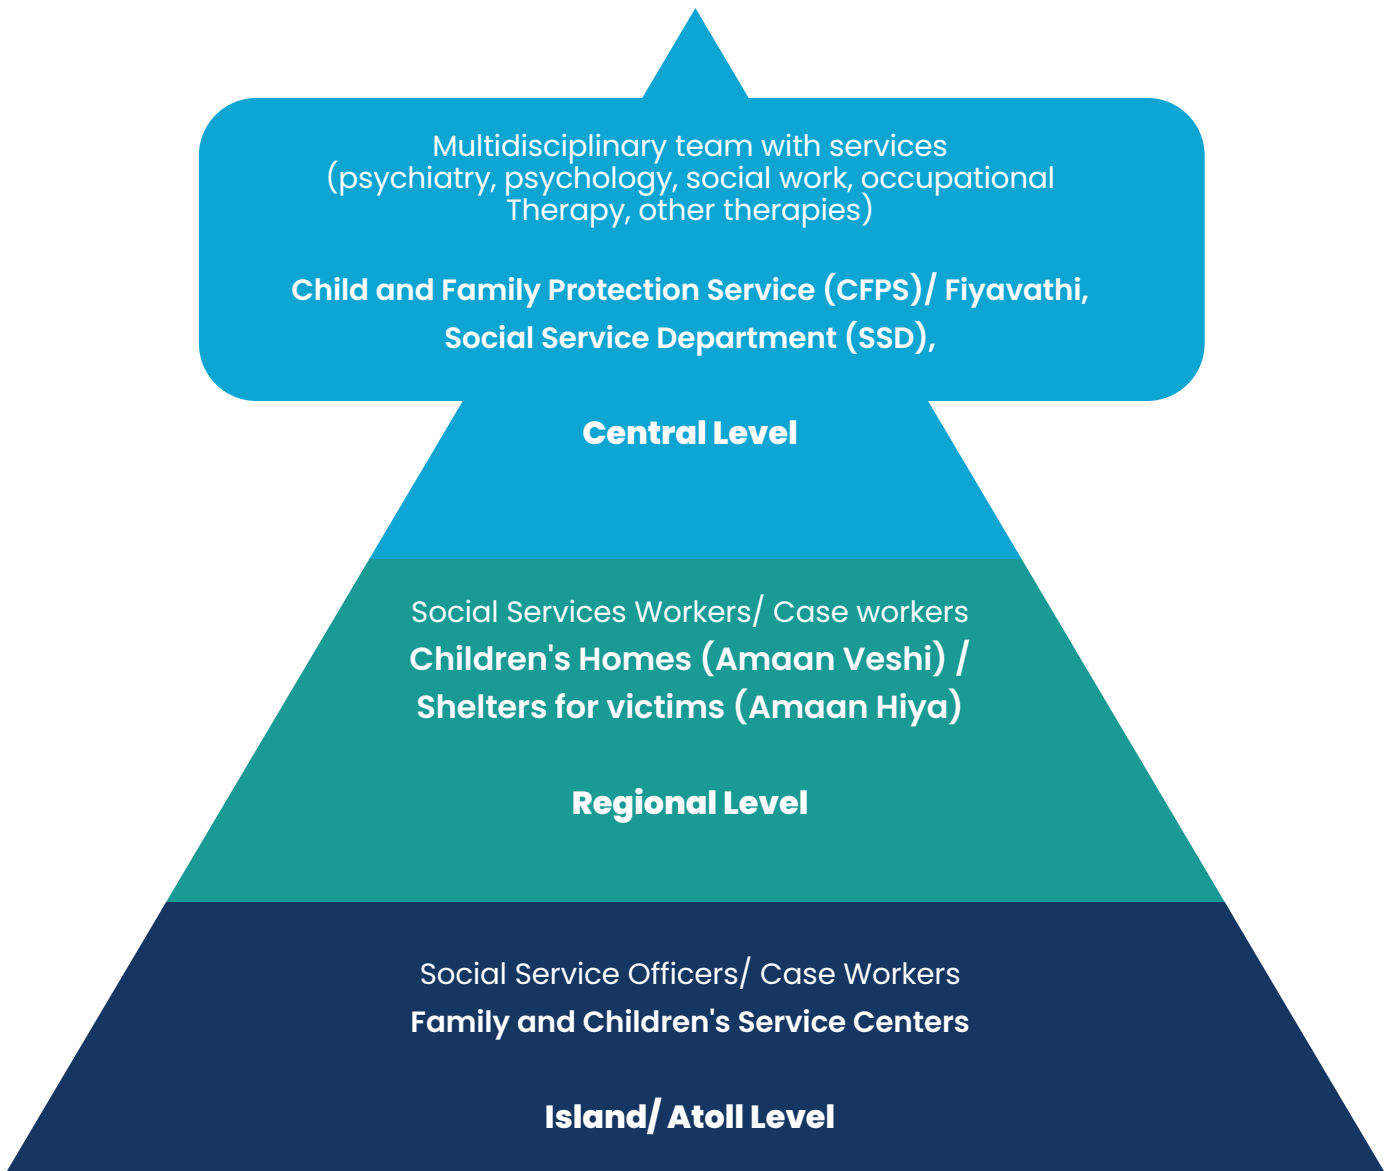 Multidisciplinary team with services
(psychiatry, psychology, social work, occupational
Therapy, other therapies)
Child and Family Protection Service (CFPS)/ Fiyavathi,
Social Service Department (SSD),
Central Level
Social Services Workers/ Case workers
Children's Homes (Amaan Veshi) /
Shelters for victims (Amaan Hiya)
Regional Level
Social Service Officers/ Case Workers
Family and Children's Service Centers
Island/ Atoll Level